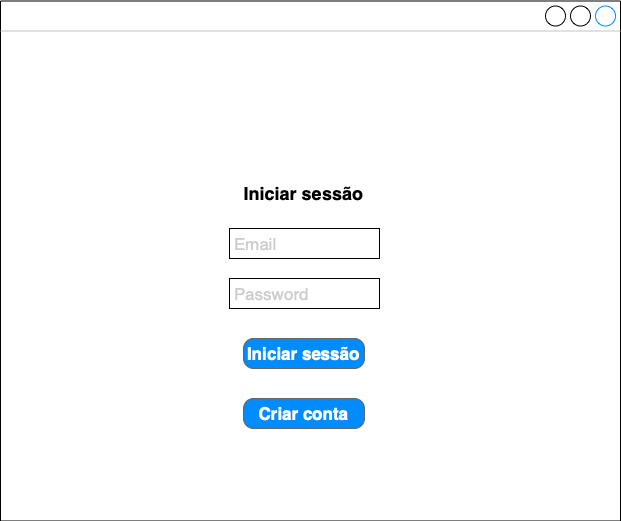 Iniciar sessão
Email
Password
Iniciar sessão
Criar conta